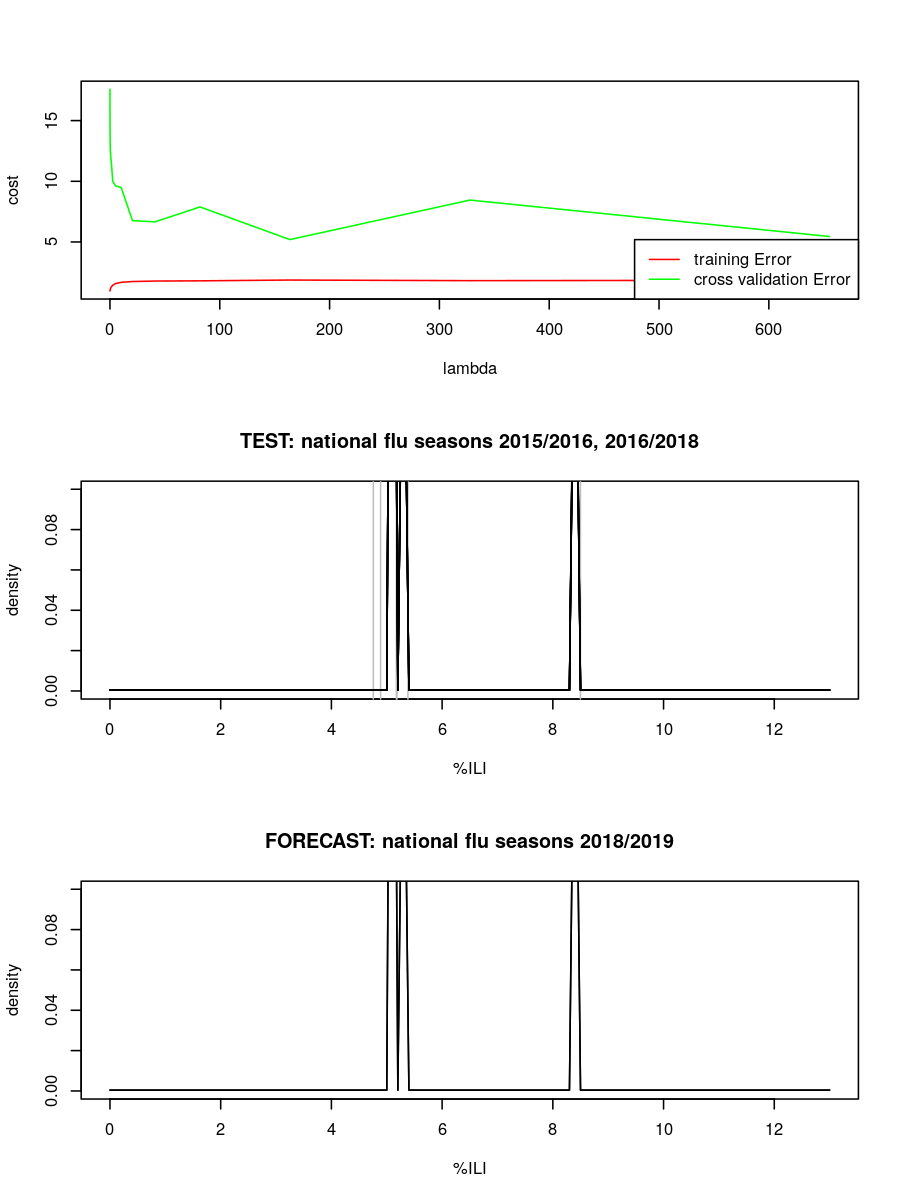 cost
15
10
5
training Error
cross validation Error
0 100 200 300 400 500 600
lambda
TEST: national flu seasons 2015/2016, 2016/2018
density
0.08
0.04
0.00
0 2 4 6 8 10 12
%ILI
FORECAST: national flu seasons 2018/2019
density
0.08
0.04
0.00
0 2 4 6 8 10 12
%ILI